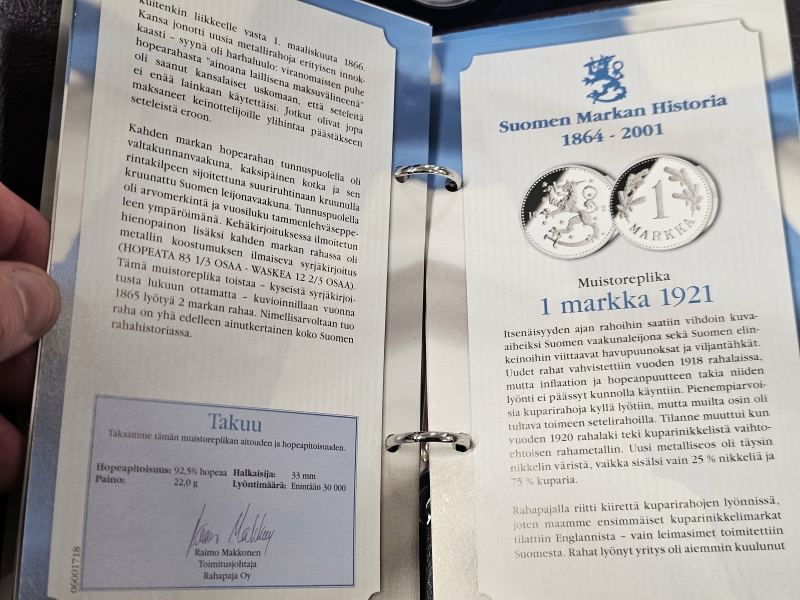 kuitenkin liikkeelle vasta 1. maaliskuuta 1866.
Kansa jonotti uusia metallirahoja erityisen innok-
kaasti – syynä oli harhaluulo: viranomaisten puhe
hopearahasta "ainoana laillisena maksuvälineenä"
oli saanut kansalaiset uskomaan, että seteleitä
ei enää lainkaan käytettäisi. Jotkut olivat jopa
maksaneet keinottelijoille ylihintaa päästäkseen
seteleistä eroon.
Kahden markan hopearahan tunnuspuolella oli
valtakunnanvaakuna, kaksipäinen kotka ja sen
rintakilpeen sijoitettuna suuriruhtinaan kruunulla
kruunattu Suomen leijonavaakuna. Tunnuspuolella
oli arvomerkintä ja vuosiluku tammenlehväseppe-
leen ympäröimänä. Kehäkirjoituksessa ilmoitetun
hienopainon lisäksi kahden markan rahassa oli
metallin koostumuksen ilmaiseva syrjäkirjoitus
(HOPEATA 83 1/3 OSAA - WASKEA 12 2/3 OSAA).
Tämä muistoreplika toistaa – kyseistä syrjäkirjoi-
tusta lukuun ottamatta – kuvioinnillaan vuonna
1865 lyötyä 2 markan rahaa. Nimellisarvoltaan tuo
raha on yhä edelleen ainutkertainen koko Suomen
rahahistoriassa.
Takuu
Takaamme tämän muistoreplikan aitouden ja hopeapitoisuuden.
Hopeapitoisuus: 92,5% hopeaa Halkaisija: 33 mm
Paino: 22,0 g Lyöntimäärä: Enintään 30 000
Raimo Makkonen
Toimitusjohtaja
Rahapaja Oy
06001718
Suomen Markan Historia
1864 - 2001
1
MARKKA
Muistoreplika
1 markka 1921
Itsenäisyyden ajan rahoihin saatiin vihdoin kuva-
aiheiksi Suomen vaakunaleijona sekä Suomen elin-
keinoihin viittaavat havupuunoksat ja viljantähkät.
Uudet rahat vahvistettiin vuoden 1918 rahalaissa,
mutta inflaation ja hopeanpuutteen takia niiden
lyönti ei päässyt kunnolla käyntiin. Pienempiarvoi-
sia kuparirahoja kyllä lyötiin, mutta muilta osin oli
tultava toimeen setelirahoilla. Tilanne muuttui kun
vuoden 1920 rahalaki teki kuparinikkelistä vaihto-
ehtoisen rahametallin. Uusi metalliseos oli täysin
nikkelin väristä, vaikka sisälsi vain 25 % nikkeliä ja
75 % kuparia.
Rahapajalla riitti kiirettä kuparirahojen lyönnissä,
joten maamme ensimmäiset kuparinikkelimarkat
tilattiin Englannista – vain leimasimet toimitettiin
Suomesta. Rahat lyönyt yritys oli aiemmin kuulunut